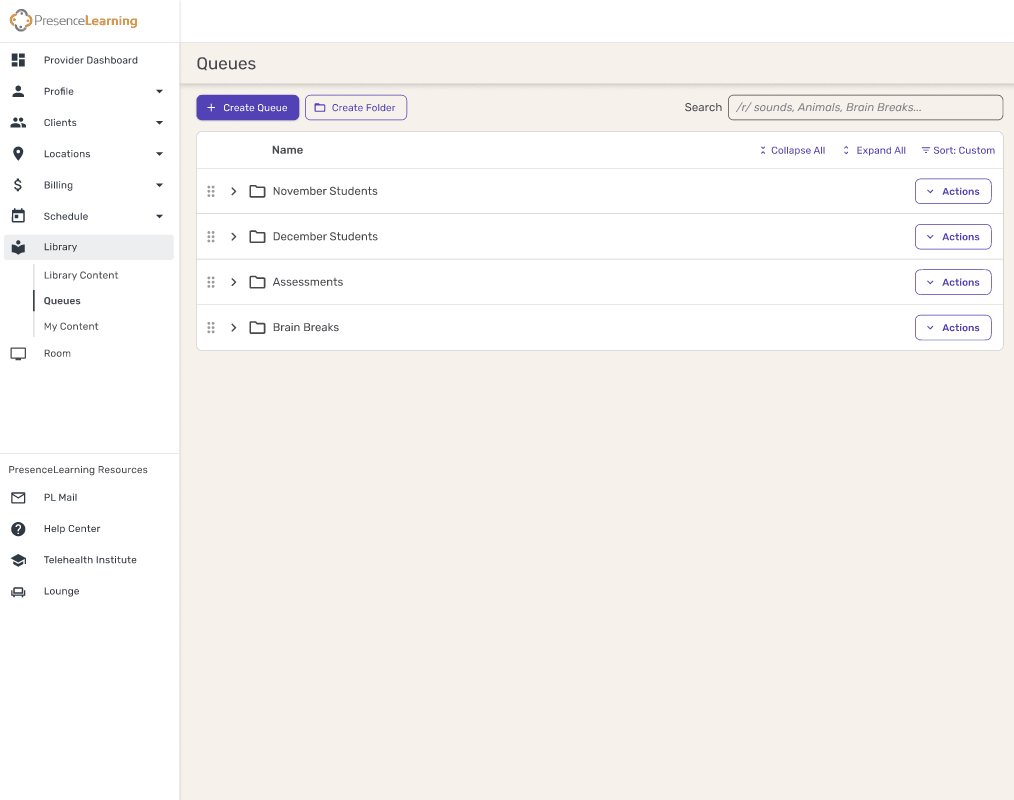 PresenceLearning
Provider Dashboard
Profile
Clients
Locations
Billing
Schedule
Library
Library Content
Queues
My Content
Room
PresenceLearning Resources
PL Mail
Help Center
Telehealth Institute
Lounge
Queues
+ Create Queue
Create Folder
Search
/r/ sounds, Animals, Brain Breaks...
Name
Collapse All
Expand All
Sort: Custom
November Students
Actions
December Students
Actions
Assessments
Actions
Brain Breaks
Actions